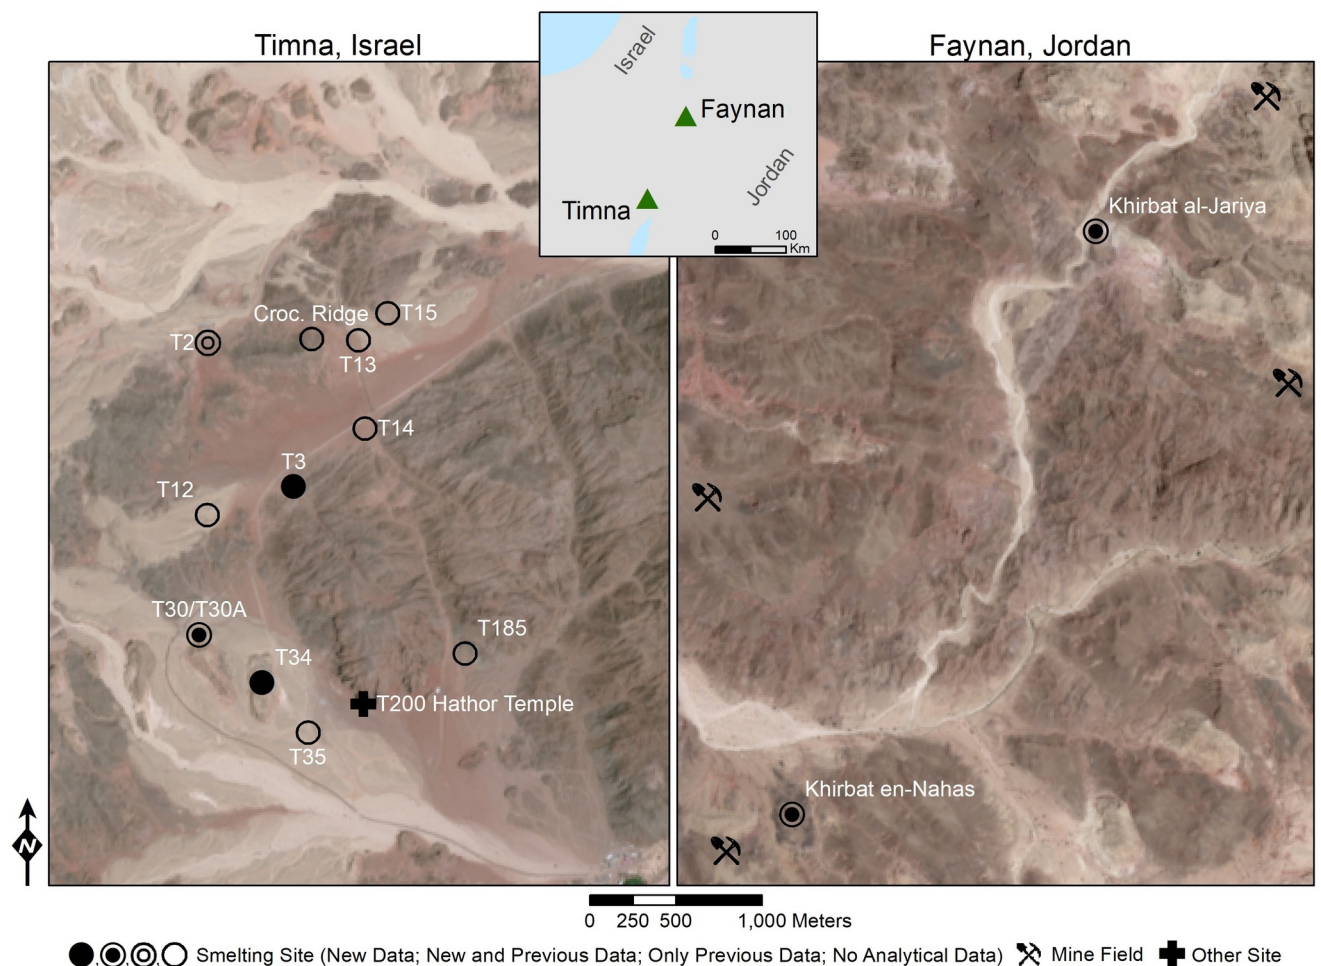 Timna, Israel
Faynan, Jordan
Israel
Faynan
Jordan
Timna
0 100
Km
Khirbat al-Jariya
Croc. Ridge
T15
T2
T13
T14
T3
T12
T30/T30A
T185
T34
T200 Hathor Temple
T35
Khirbat en-Nahas
N
0 250 500 1,000 Meters
Smelting Site (New Data; New and Previous Data; Only Previous Data; No Analytical Data) Mine Field Other Site